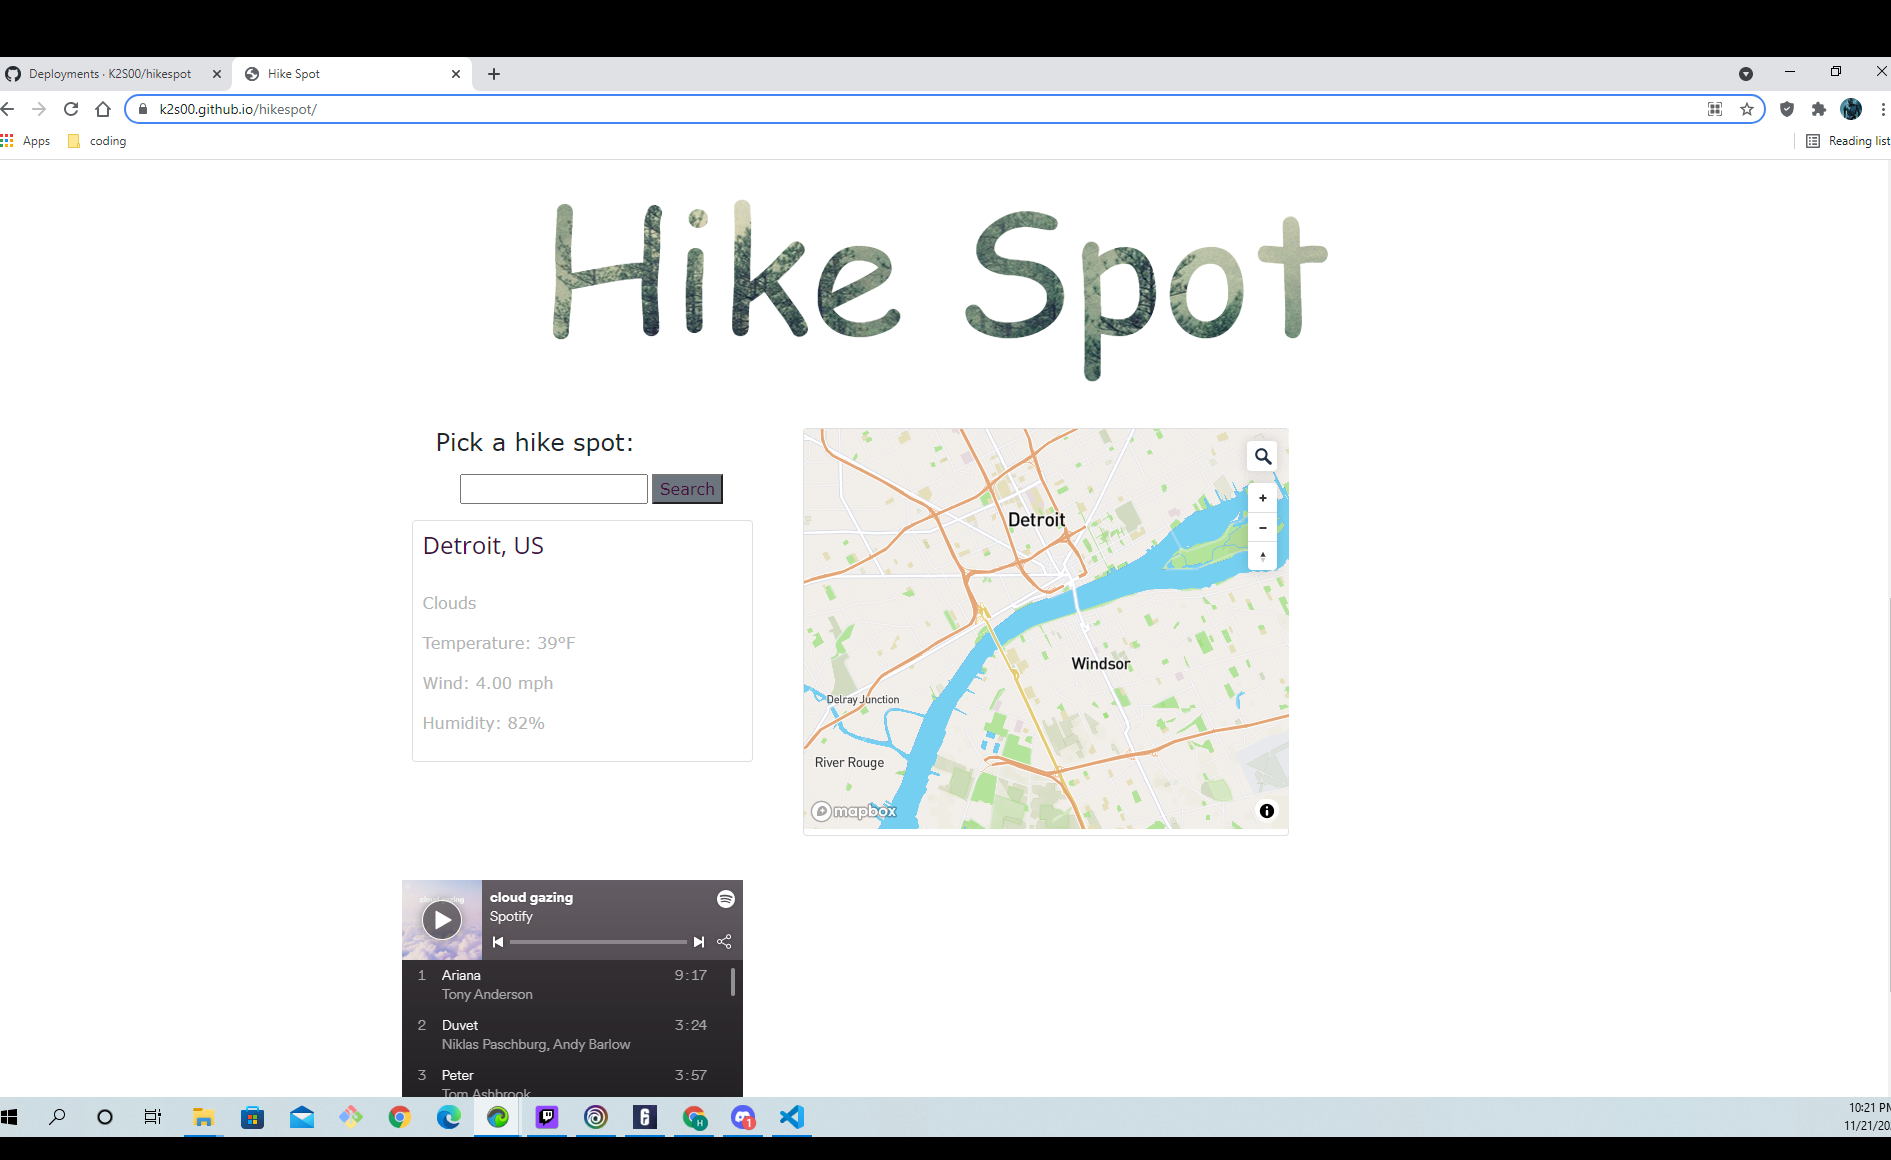 Deployments · K2S00/hikespot
Hike Spot
k2s00.github.io/hikespot/
Apps
coding
Reading list
Hike Spot
Pick a hike spot:
Search
Detroit, US
Clouds
Temperature: 39°F
Wind: 4.00 mph
Humidity: 82%
Detroit
Windsor
Delray Junction
River Rouge
mapbox
cloud gazing
Spotify
1 Ariana 9:17
Tony Anderson
2 Duvet 3:24
Niklas Paschburg, Andy Barlow
3 Peter 3:57
Tom Ashbrook
10:21 PM
11/21/20